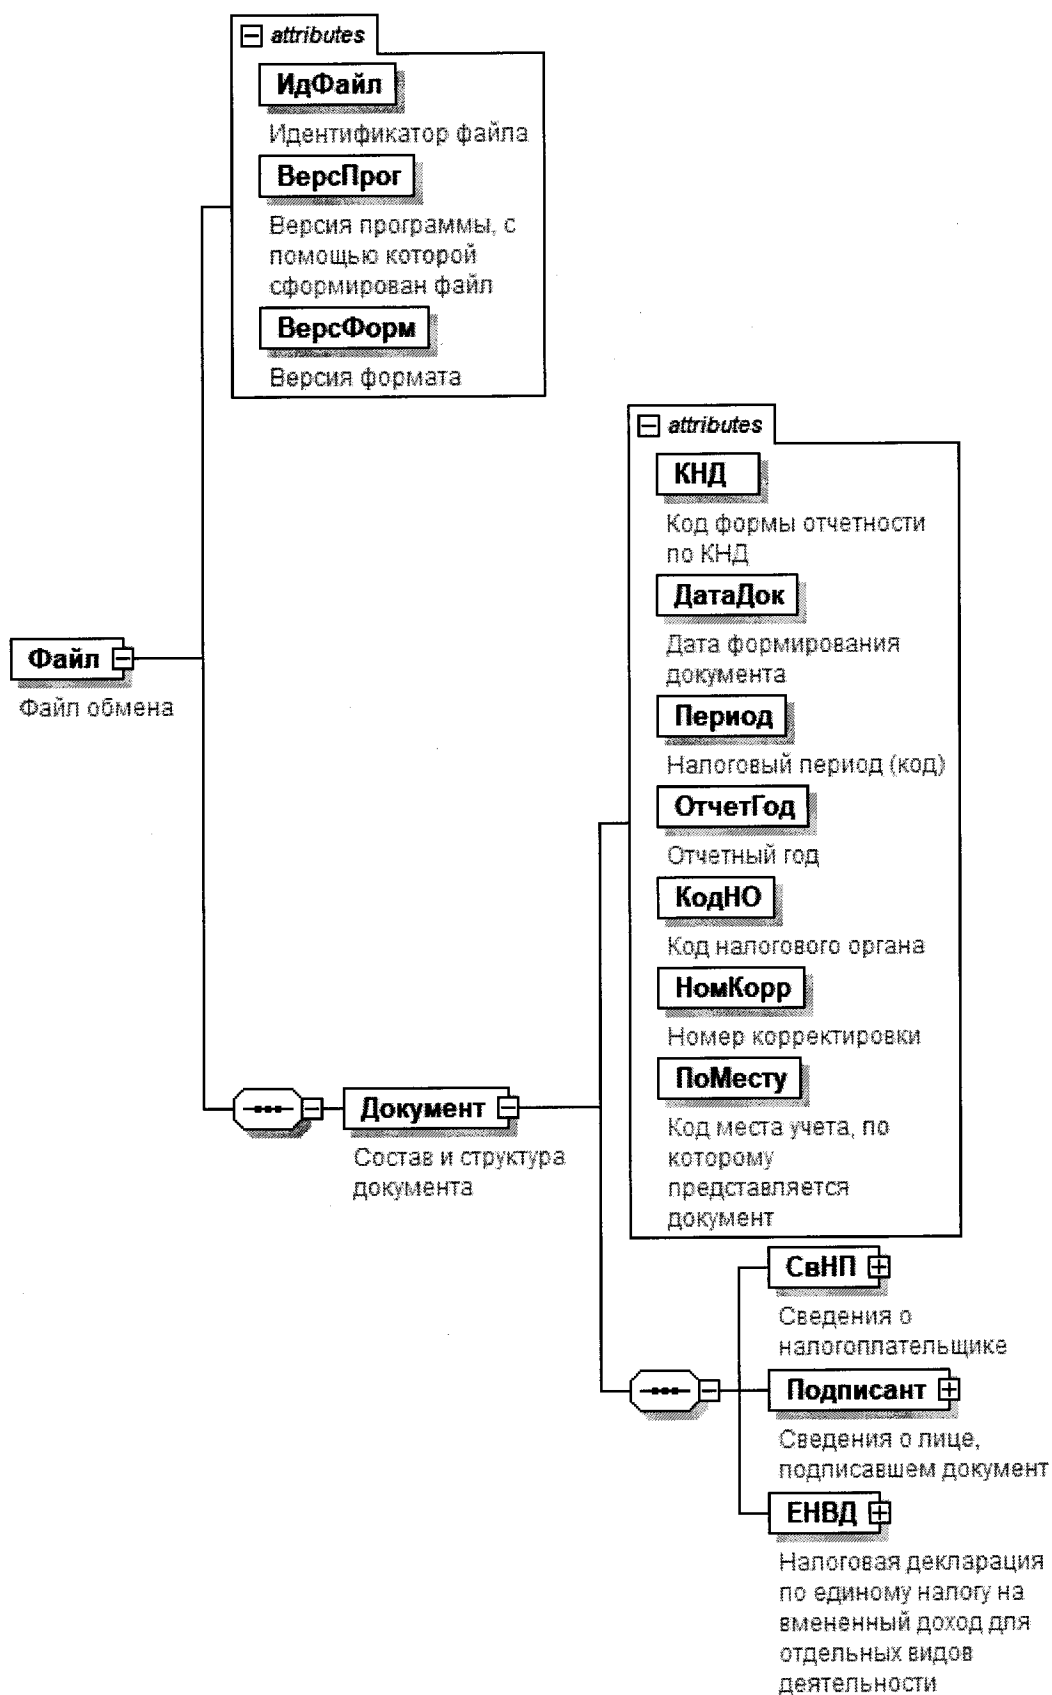 attributes
ИдФайл
Идентификатор файла
ВерсПрог
Версия программы, с
помощью которой
сформирован файл
ВерсФорм
Версия формата
attributes
КНД
Код формы отчетности
по КНД
ДатаДок
Дата формирования
документа
Период
Налоговый период (код)
ОтчетГод
Отчетный год
КодНО
Код налогового органа
НомКорр
Номер корректировки
ПоМесту
Код места учета, по
которому
представляется
документ
Файл
Файл обмена
Документ
Состав и структура
документа
СвНП
Сведения о
налогоплательщике
Подписант
Сведения о лице,
подписавшем документ
ЕНВД
Налоговая декларация
по единому налогу на
вмененный доход для
отдельных видов
деятельности